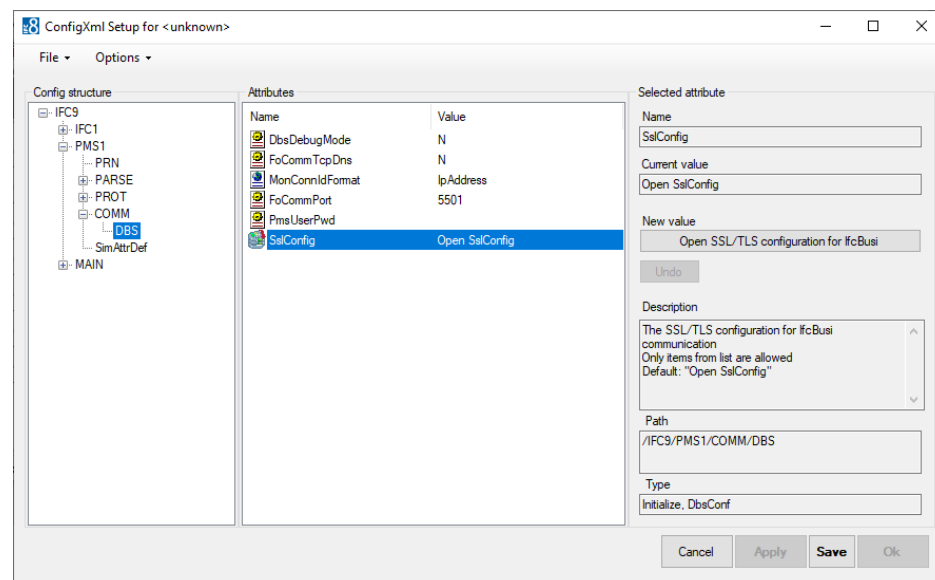 ConfigXml Setup for <unknown>
File Options
Config structure
IFC9
IFC1
PMS1
PRN
PARSE
PROT
COMM
DBS
SimAttrDef
MAIN
Attributes
Name Value
DbsDebugMode N
FoCommTcpDns N
MonConnIdFormat IpAddress
FoCommPort 5501
PmsUserPwd
SslConfig Open SslConfig
Selected attribute
Name
SslConfig
Current value
Open SslConfig
New value
Open SSL/TLS configuration for IfcBusi
Undo
Description
The SSL/TLS configuration for IfcBusi
communication
Only items from list are allowed
Default: "Open SslConfig"
Path
/IFC9/PMS1/COMM/DBS
Type
Initialize, DbsConf
Cancel Apply Save Ok